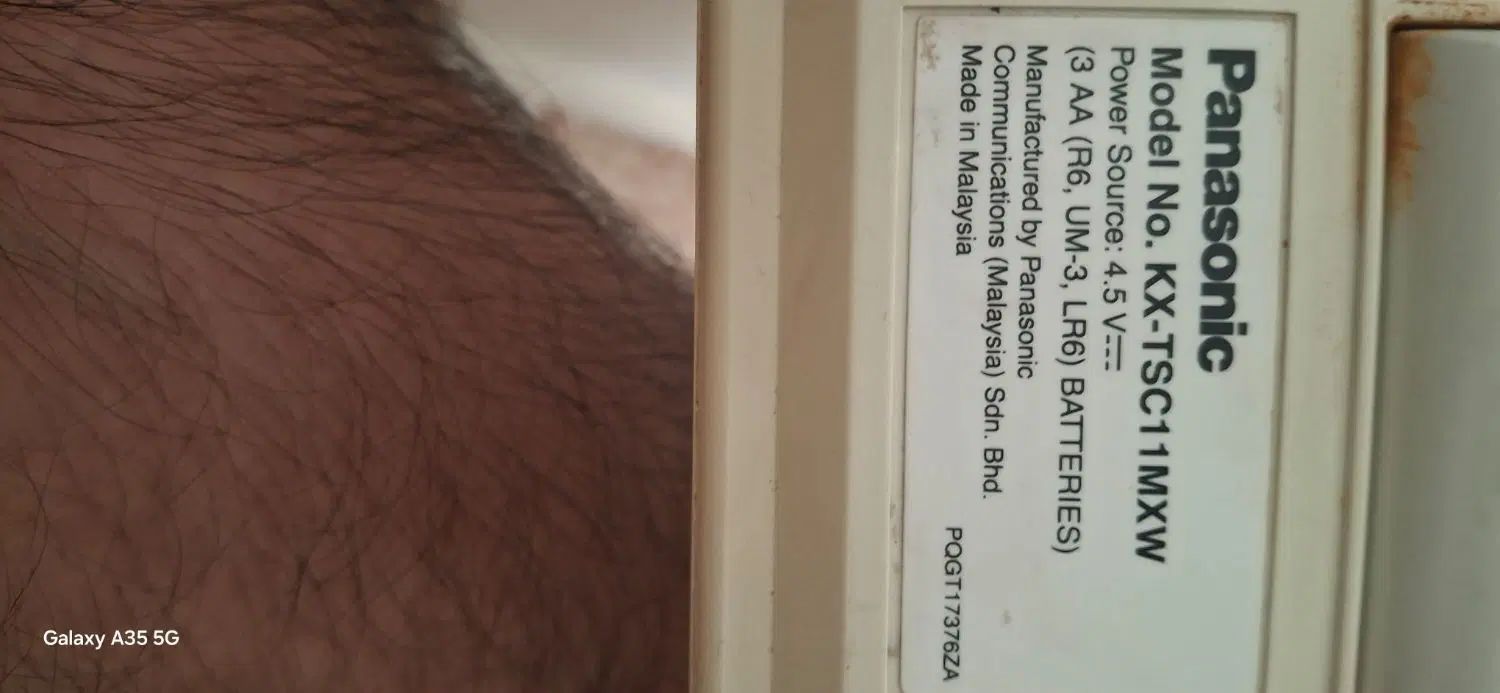 Panasonic
Model No. KX-TSC11MXW
Power Source: 4.5 V⎓
(3 AA (R6, UM-3, LR6) BATTERIES)
Manufactured by Panasonic
Communications (Malaysia) Sdn. Bhd.
Made in Malaysia
PQGT17376ZA
Galaxy A35 5G